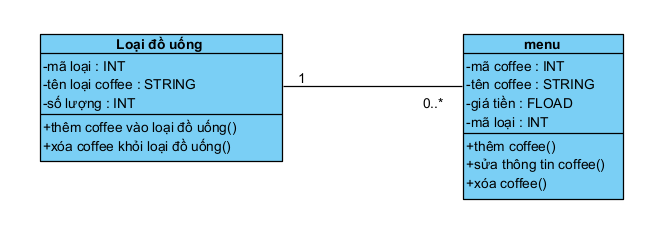 Loại đồ uống
-mã loại : INT
-tên loại coffee : STRING
-số lượng : INT
+thêm coffee vào loại đồ uống()
+xóa coffee khỏi loại đồ uống()
1
0..*
menu
-mã coffee : INT
-tên coffee : STRING
-giá tiền : FLOAD
-mã loại : INT
+thêm coffee()
+sửa thông tin coffee()
+xóa coffee()